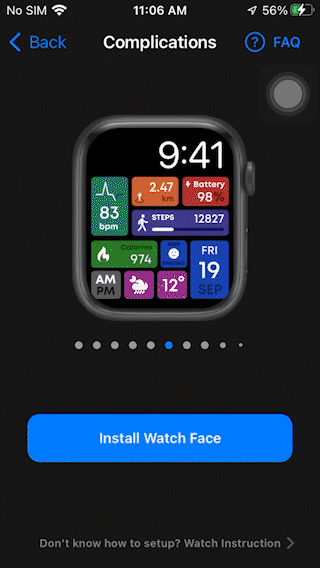 No SIM 11:06 AM 56%
Back Complications ? FAQ
9:41
2.47 Battery
km 98%
83
bpm
STEPS 12827
Calories
974
KEEP
SMILING
FRI
19
SEP
AM
PM
12°
Install Watch Face
Don't know how to setup? Watch Instruction